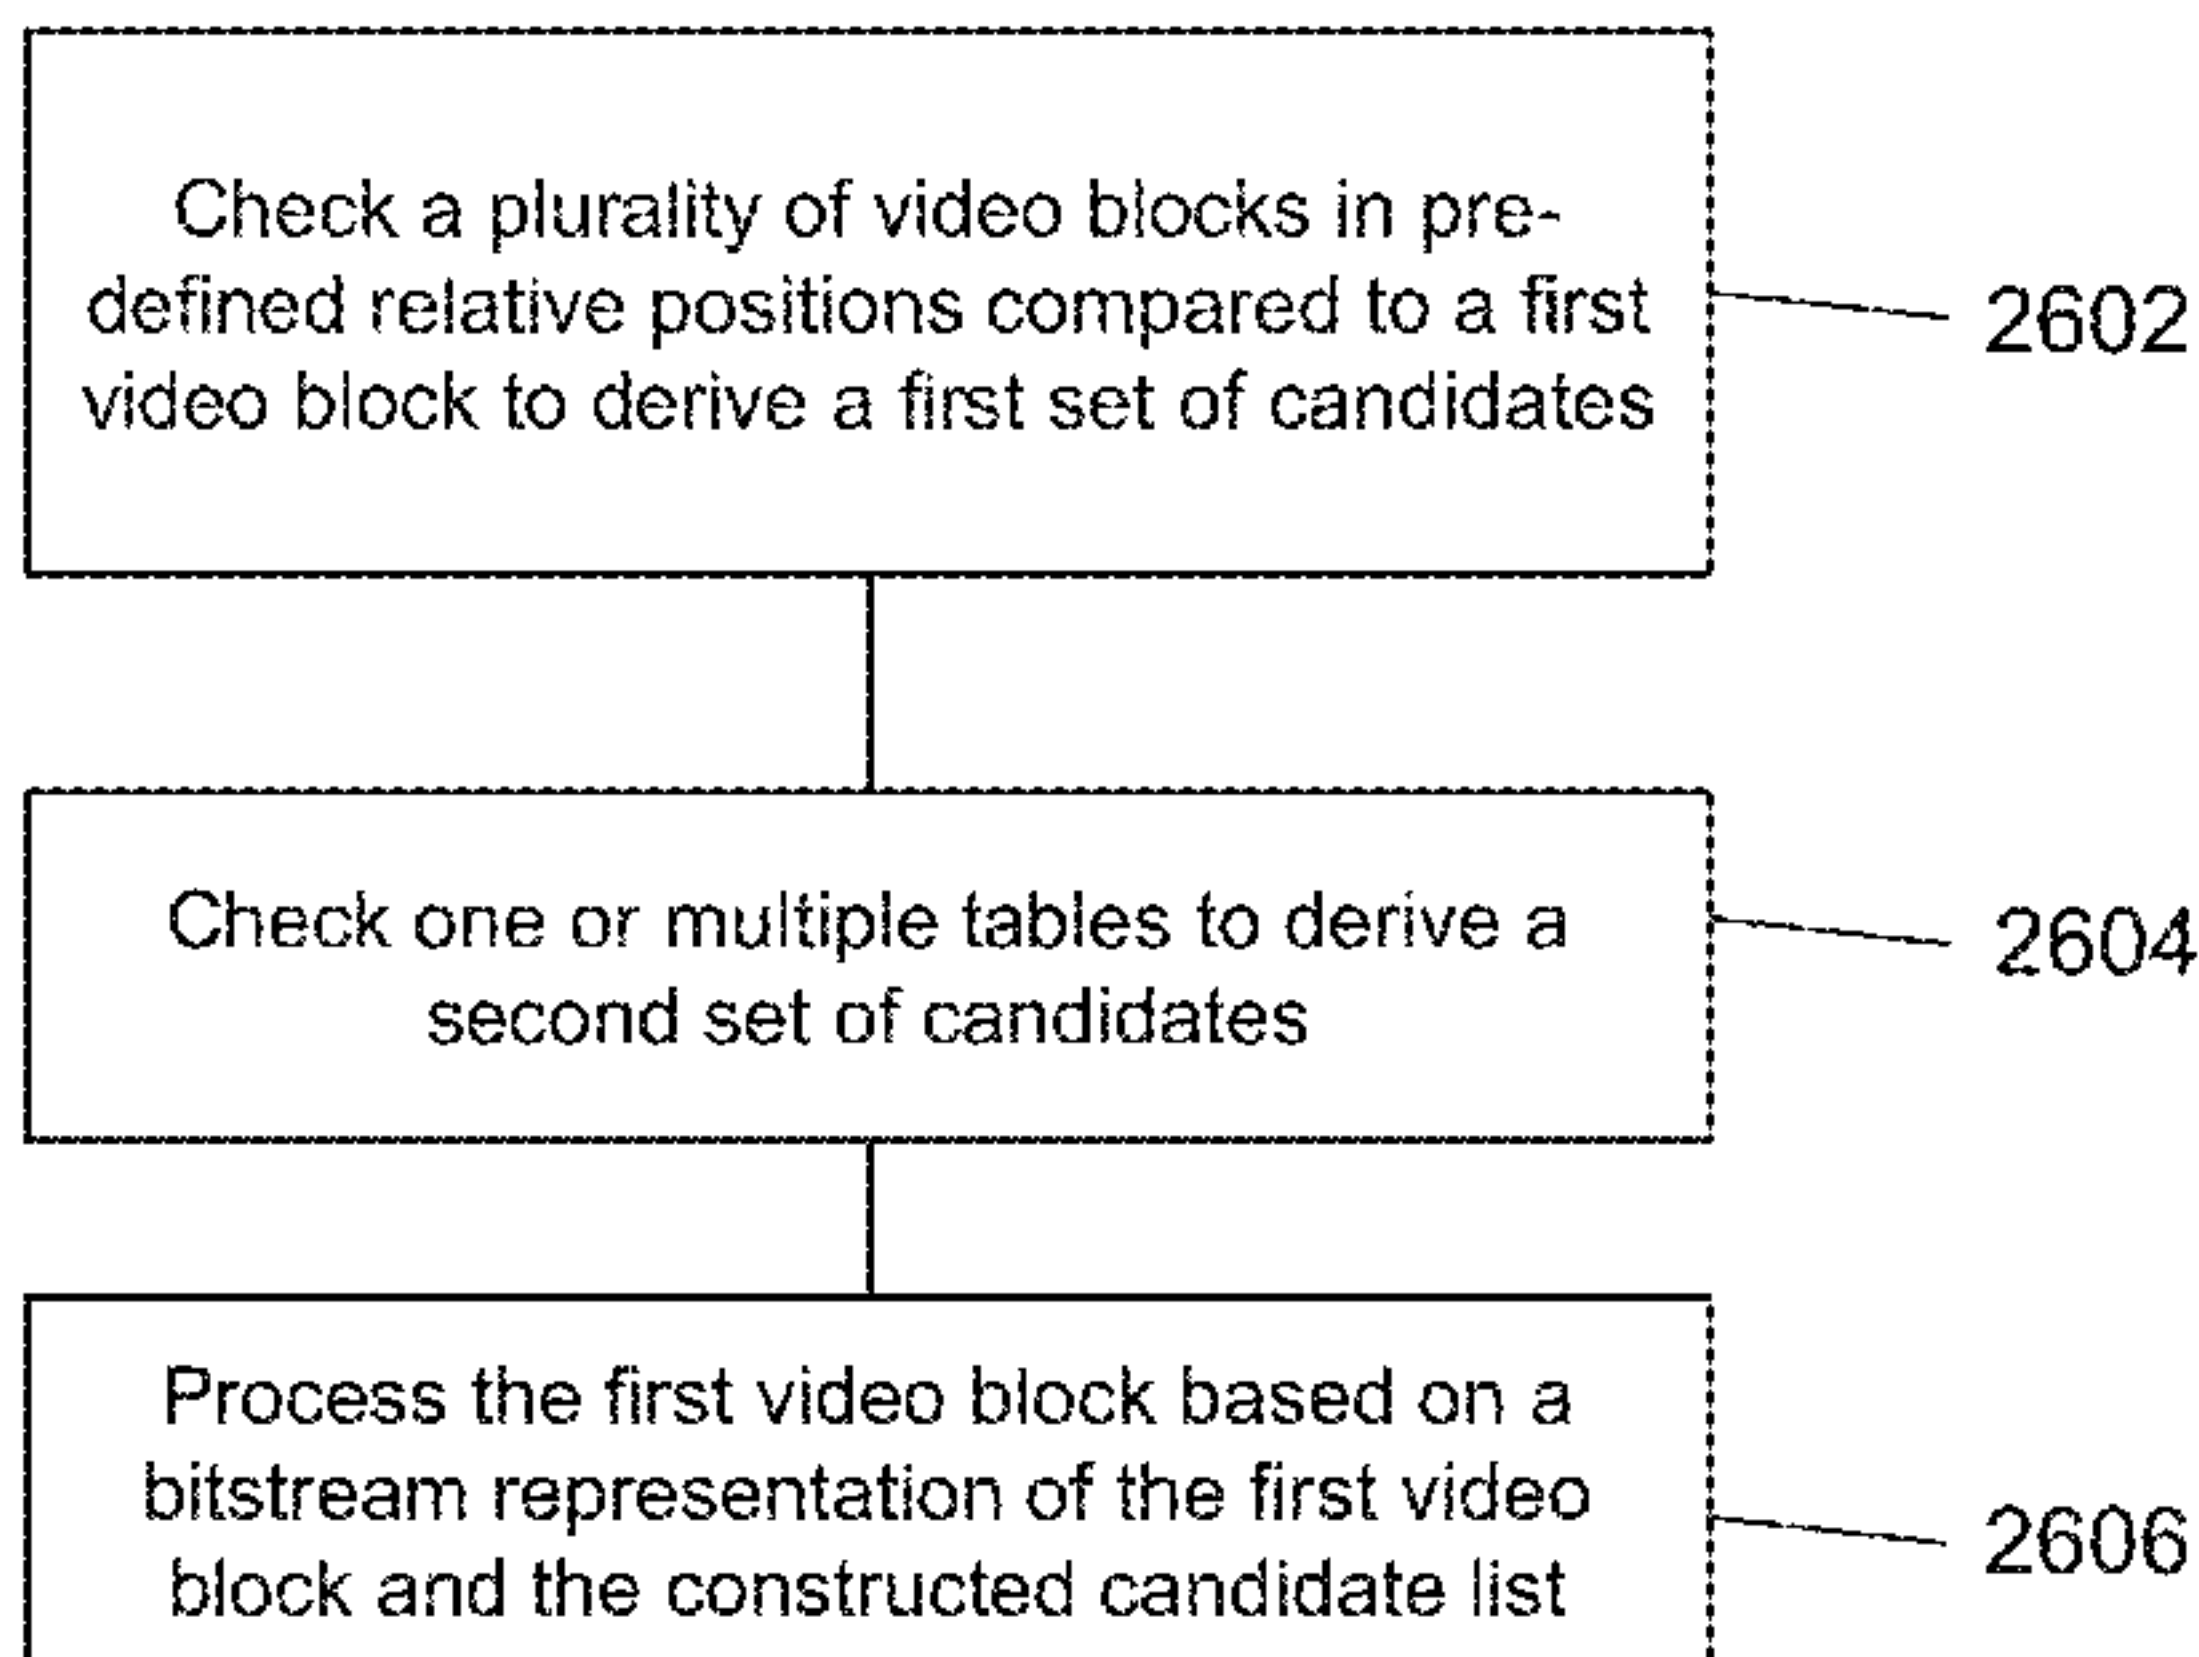 Check a plurality of video blocks in pre-
defined relative positions compared to a first
video block to derive a first set of candidates
2602
Check one or multiple tables to derive a
second set of candidates
2604
Process the first video block based on a
bitstream representation of the first video
block and the constructed candidate list
2606